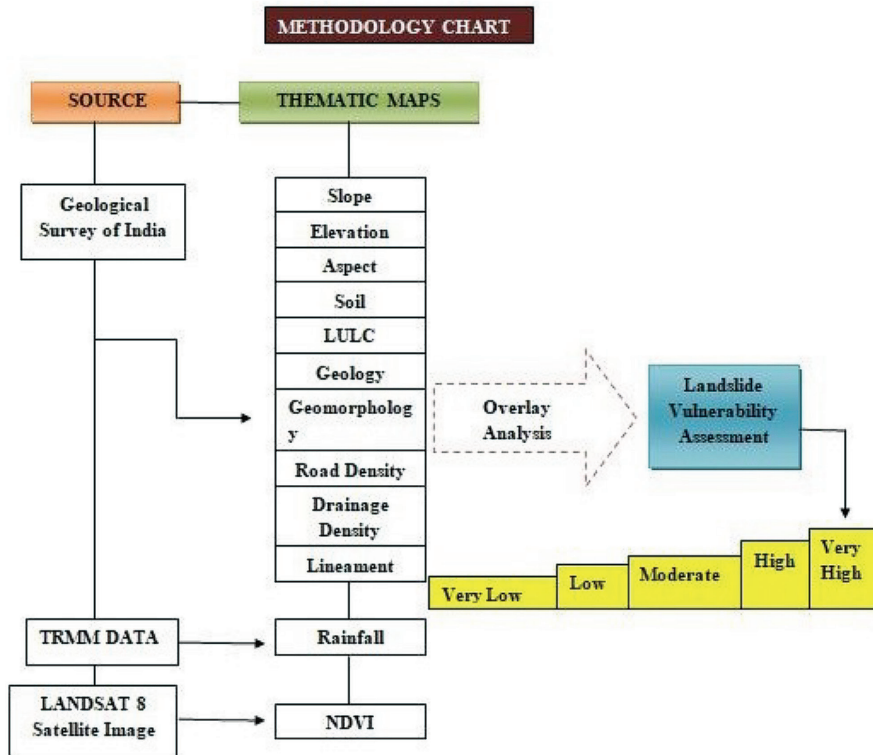 METHODOLOGY CHART
SOURCE
THEMATIC MAPS
Geological
Survey of India
Slope
Elevation
Aspect
Soil
LULC
Geology
Geomorpholog
y
Road Density
Drainage
Density
Lineament
Overlay
Analysis
Landslide
Vulnerability
Assessment
Very Low
Low
Moderate
High
Very
High
TRMM DATA
Rainfall
LANDSAT 8
Satellite Image
NDVI